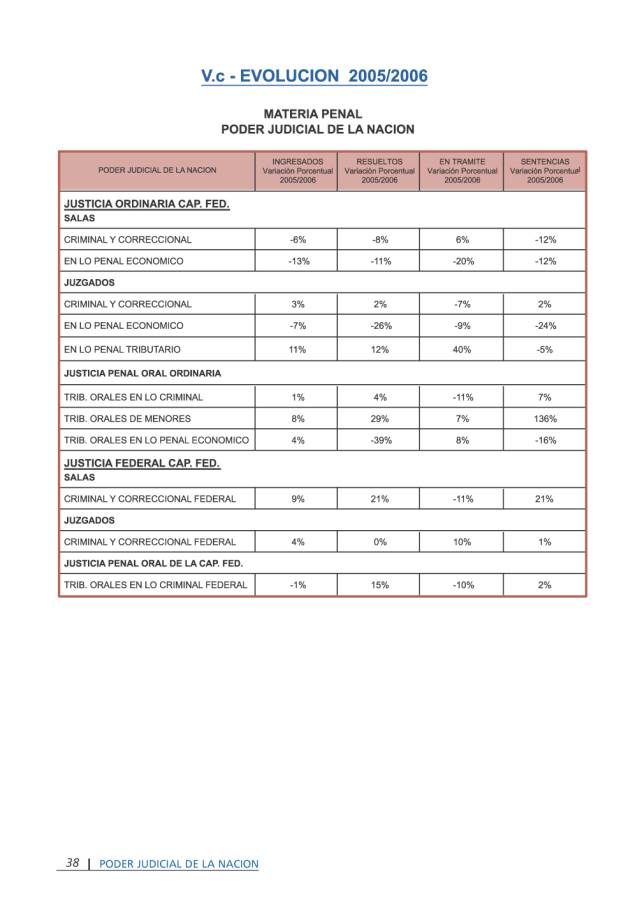 V.c - EVOLUCION 2005/2006
MATERIA PENAL
PODER JUDICIAL DE LA NACION
PODER JUDICIAL DE LA NACION | INGRESADOS Variación Porcentual 2005/2006 | RESUELTOS Variación Porcentual 2005/2006 | EN TRAMITE Variación Porcentual 2005/2006 | SENTENCIAS Variación Porcentual 2005/2006
JUSTICIA ORDINARIA CAP. FED.
SALAS
CRIMINAL Y CORRECCIONAL -6% -8% 6% -12%
EN LO PENAL ECONOMICO -13% -11% -20% -12%
JUZGADOS
CRIMINAL Y CORRECCIONAL 3% 2% -7% 2%
EN LO PENAL ECONOMICO -7% -26% -9% -24%
EN LO PENAL TRIBUTARIO 11% 12% 40% -5%
JUSTICIA PENAL ORAL ORDINARIA
TRIB. ORALES EN LO CRIMINAL 1% 4% -11% 7%
TRIB. ORALES DE MENORES 8% 29% 7% 136%
TRIB. ORALES EN LO PENAL ECONOMICO 4% -39% 8% -16%
JUSTICIA FEDERAL CAP. FED.
SALAS
CRIMINAL Y CORRECCIONAL FEDERAL 9% 21% -11% 21%
JUZGADOS
CRIMINAL Y CORRECCIONAL FEDERAL 4% 0% 10% 1%
JUSTICIA PENAL ORAL DE LA CAP. FED.
TRIB. ORALES EN LO CRIMINAL FEDERAL -1% 15% -10% 2%
38 | PODER JUDICIAL DE LA NACION